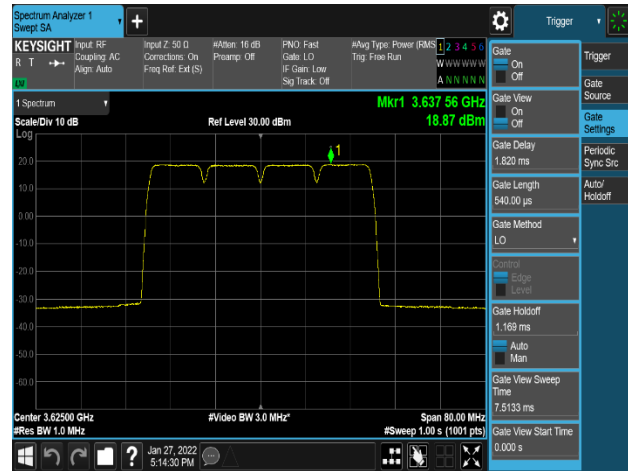 Spectrum Analyzer 1
Swept SA
+
Trigger
KEYSIGHT
R T
Input: RF
Coupling: AC
Align: Auto
Input Z: 50 Ω
Corrections: On
Freq Ref: Ext (S)
#Atten: 16 dB
Preamp: Off
PNO: Fast
Gate: LO
IF Gain: Low
Sig Track: Off
#Avg Type: Power (RMS
Trig: Free Run
1 2 3 4 5 6
W W W W W W
A N N N N N
1 Spectrum
Scale/Div 10 dB
Log
Ref Level 30.00 dBm
Mkr1 3.637 56 GHz
18.87 dBm
1
20.0
10.0
0.00
-10.0
-20.0
-30.0
-40.0
-50.0
-60.0
Center 3.62500 GHz
#Res BW 1.0 MHz
#Video BW 3.0 MHz*
Span 80.00 MHz
#Sweep 1.00 s (1001 pts)
Gate
On
Off
Gate View
On
Off
Gate Delay
1.820 ms
Gate Length
540.00 µs
Gate Method
LO
Control
Edge
Level
Gate Holdoff
1.169 ms
Auto
Man
Gate View Sweep
Time
7.5133 ms
Gate View Start Time
0.000 s
Trigger
Gate
Source
Gate
Settings
Periodic
Sync Src
Auto/
Holdoff
?
Jan 27, 2022
5:14:30 PM